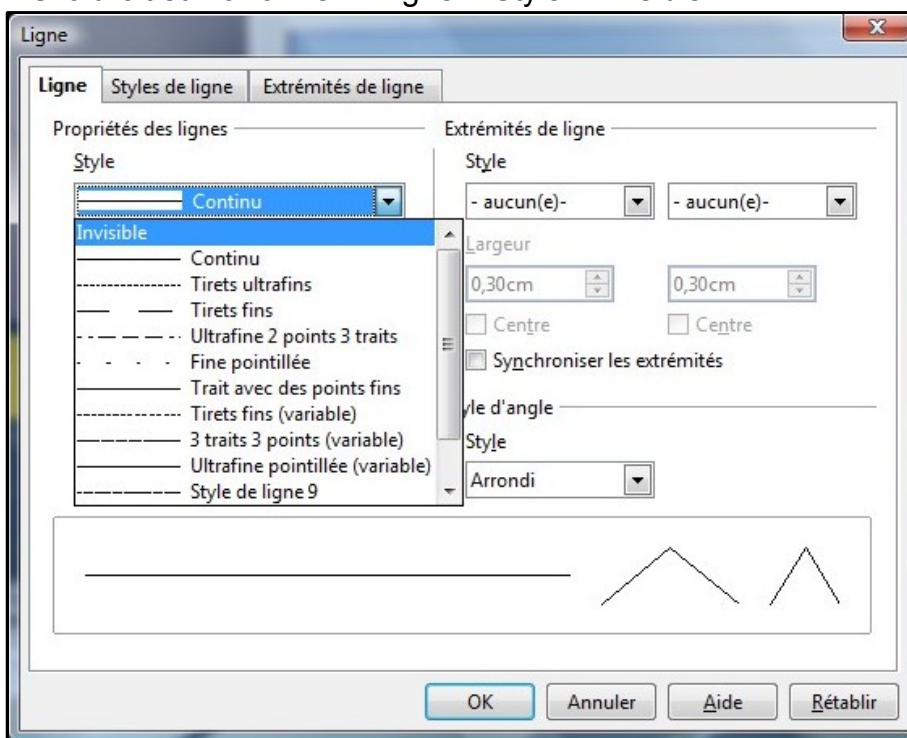 Ligne
Ligne Styles de ligne Extrémités de ligne
Propriétés des lignes
Style
Continu
Invisible
Continu
Tirets ultrafins
Tirets fins
Ultrafine 2 points 3 traits
Fine pointillée
Trait avec des points fins
Tirets fins (variable)
3 traits 3 points (variable)
Ultrafine pointillée (variable)
Style de ligne 9
Extrémités de ligne
Style
- aucun(e)- - aucun(e)-
Largeur
0,30cm 0,30cm
Centre Centre
Synchroniser les extrémités
yle d'angle
Style
Arrondi
OK Annuler Aide Rétablir